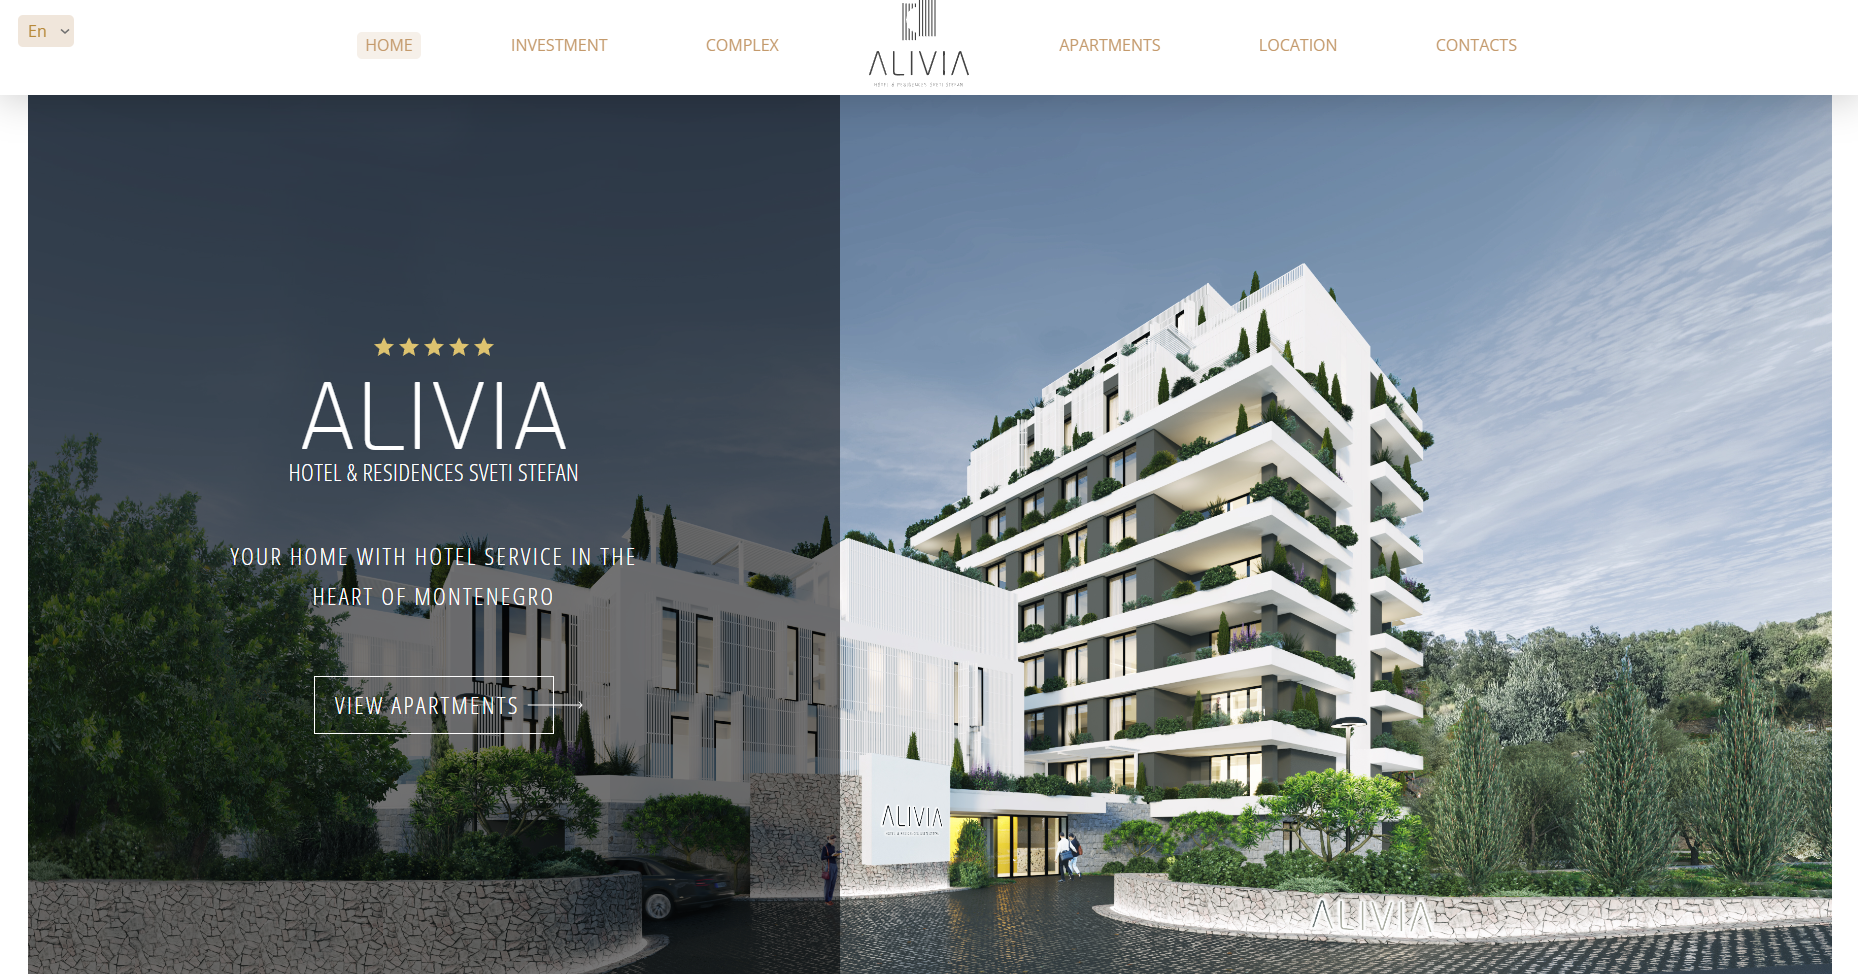 En
HOME
INVESTMENT
COMPLEX
ALIVIA
HOTEL & RESIDENCES SVETI STEFAN
APARTMENTS
LOCATION
CONTACTS
ALIVIA
HOTEL & RESIDENCES SVETI STEFAN
YOUR HOME WITH HOTEL SERVICE IN THE
HEART OF MONTENEGRO
VIEW APARTMENTS
ALIVIA
ALIVIA